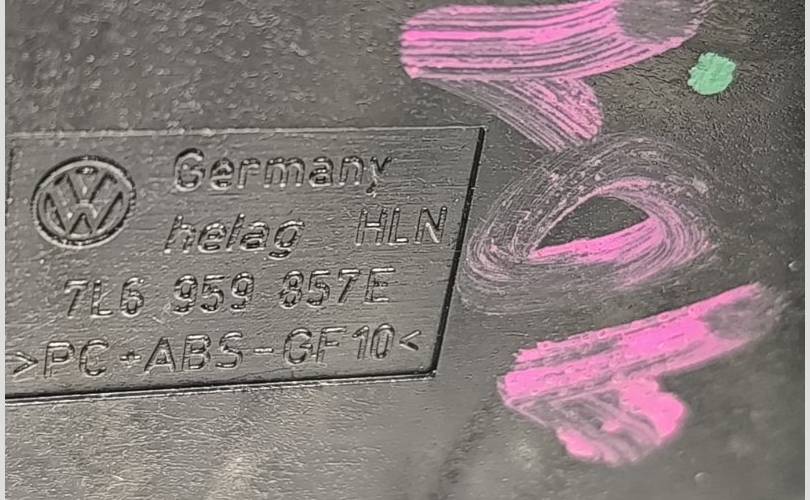 Germany
helag HLN
7L6 959 857E
>PC+ABS-GF10<